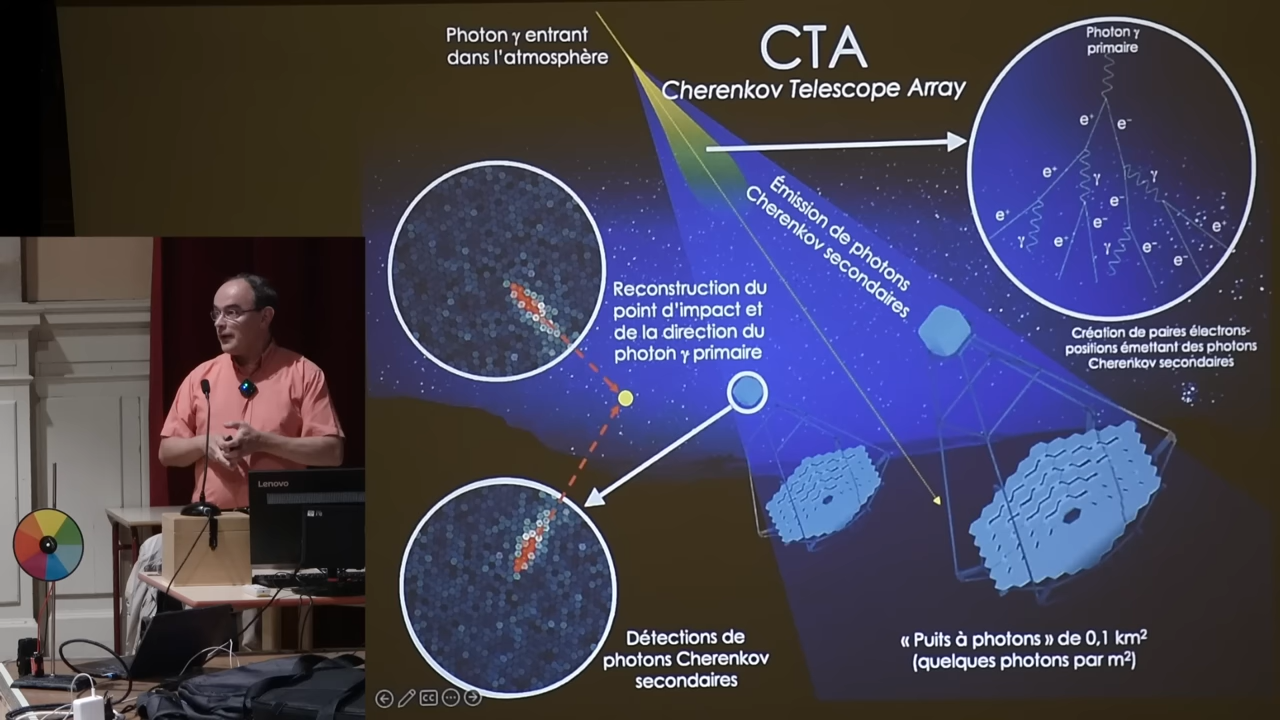 Photon γ entrant
dans l'atmosphère
CTA
Cherenkov Telescope Array
Photon γ
primaire
e⁺
e⁻
e⁺
γ
γ
e⁺
e⁻
e⁻
e⁺
γ
e⁺
γ
e⁻
e⁻
Émission de photons
Cherenkov secondaires
Reconstruction du
point d'impact et
de la direction du
photon γ primaire
Création de paires électrons-
positions émettant des photons
Cherenkov secondaires
Lenovo
Détections de
photons Cherenkov
secondaires
« Puits à photons » de 0,1 km²
(quelques photons par m²)
CC